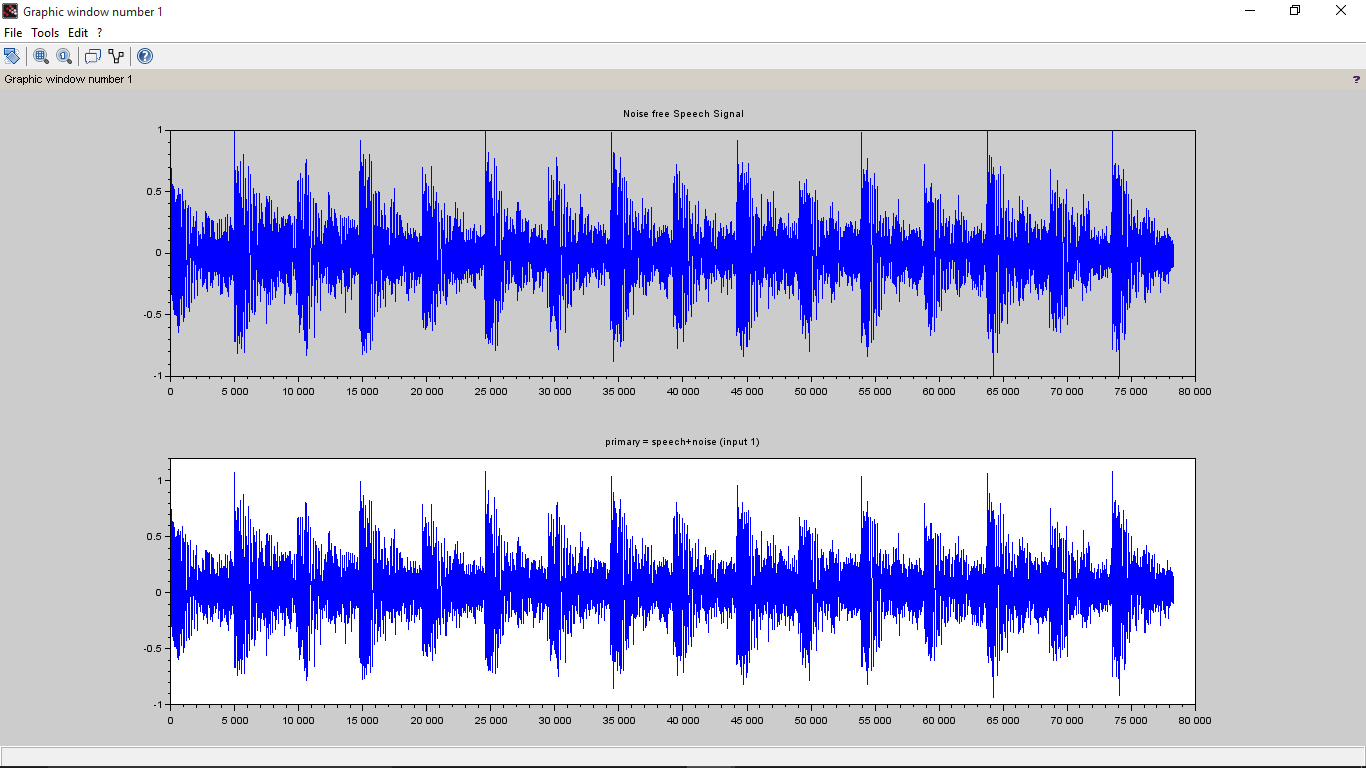 Graphic window number 1
File Tools Edit ?
?
Graphic window number 1 ?
Noise free Speech Signal
1
0.5
0
-0.5
-1
0 5 000 10 000 15 000 20 000 25 000 30 000 35 000 40 000 45 000 50 000 55 000 60 000 65 000 70 000 75 000 80 000
primary = speech+noise (input 1)
1
0.5
0
-0.5
-1
0 5 000 10 000 15 000 20 000 25 000 30 000 35 000 40 000 45 000 50 000 55 000 60 000 65 000 70 000 75 000 80 000